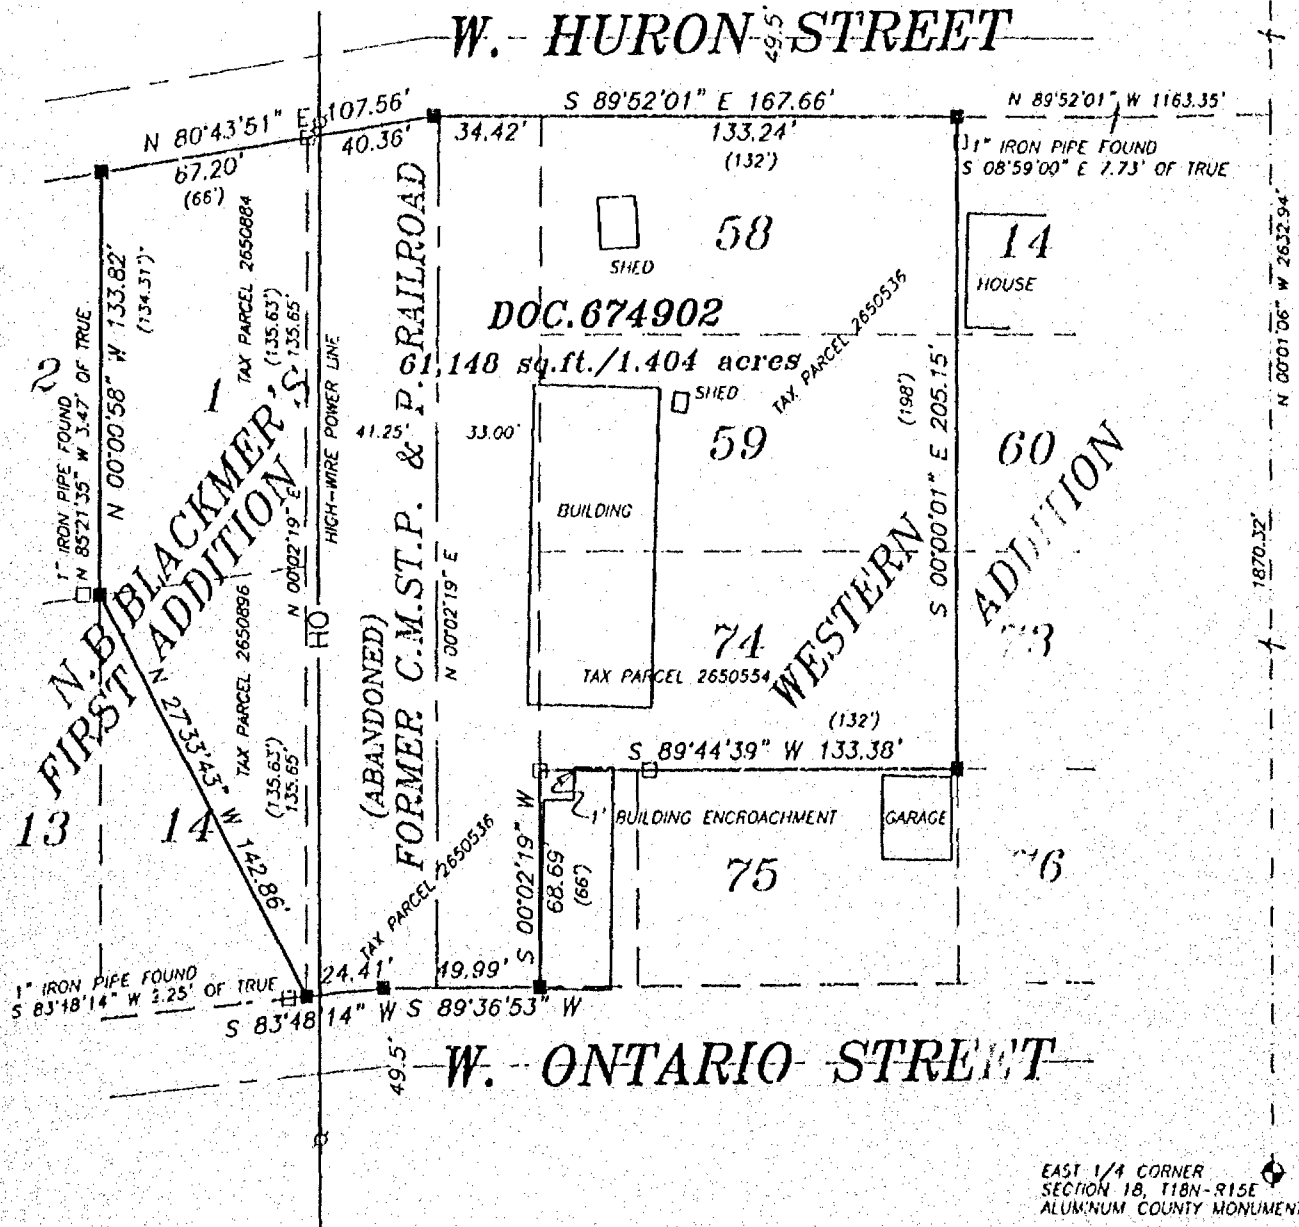 W. HURON STREET
49.5'
N 80°43'51" E 107.56'
67.20'
(66')
40.36'
S 89°52'01" E 167.66'
34.42'
133.24'
(132')
N 89°52'01" W 1163.35'
1" IRON PIPE FOUND
S 08°59'00" E 7.73' OF TRUE
N 00°01'06" W 2632.94'
1870.32'
N 00°00'58" W 133.82'
(134.31')
TAX PARCEL 2650884
(135.63')
135.65'
1" IRON PIPE FOUND
N 85°21'35" W 3.47' OF TRUE
2
1
HIGH-WIRE POWER LINE
FORMER C.M.ST.P. & P. RAILROAD
(ABANDONED)
SHED
58
14
HOUSE
DOC.674902
61,148 sq.ft./1.404 acres
TAX PARCEL 2650536
SHED
41.25'
33.00'
59
(198')
S 00°00'01" E 205.15'
60
BUILDING
N.B. BLACKMER'S
FIRST ADDITION
N 00°02'19" E
N 00°02'19" E
WESTERN ADDITION
HO
TAX PARCEL 2650896
(135.63')
135.65'
N 27°33'43" W 142.86'
13
14
74
TAX PARCEL 2650554
73
(132')
S 89°44'39" W 133.38'
1' BUILDING ENCROACHMENT
GARAGE
S 00°02'19" W
68.69'
(66')
75
76
TAX PARCEL 2650536
1" IRON PIPE FOUND
S 83°48'14" W 2.25' OF TRUE
24.41'
49.99'
S 83°48'14" W
S 89°36'53" W
49.5'
W. ONTARIO STREET
EAST 1/4 CORNER
SECTION 18, T18N-R15E
ALUMINUM COUNTY MONUMENT